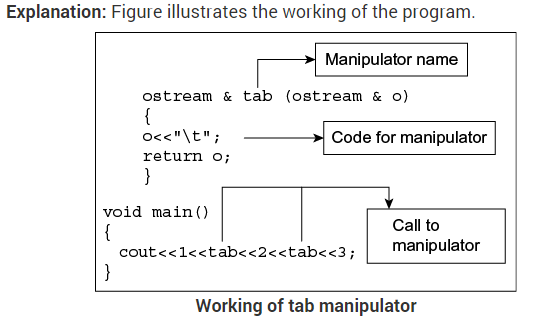 Explanation: Figure illustrates the working of the program.
Manipulator name
ostream & tab (ostream & o)
{
o<<"\t";
Code for manipulator
return o;
}
void main()
{
Call to
manipulator
cout<<1<<tab<<2<<tab<<3;
}
Working of tab manipulator